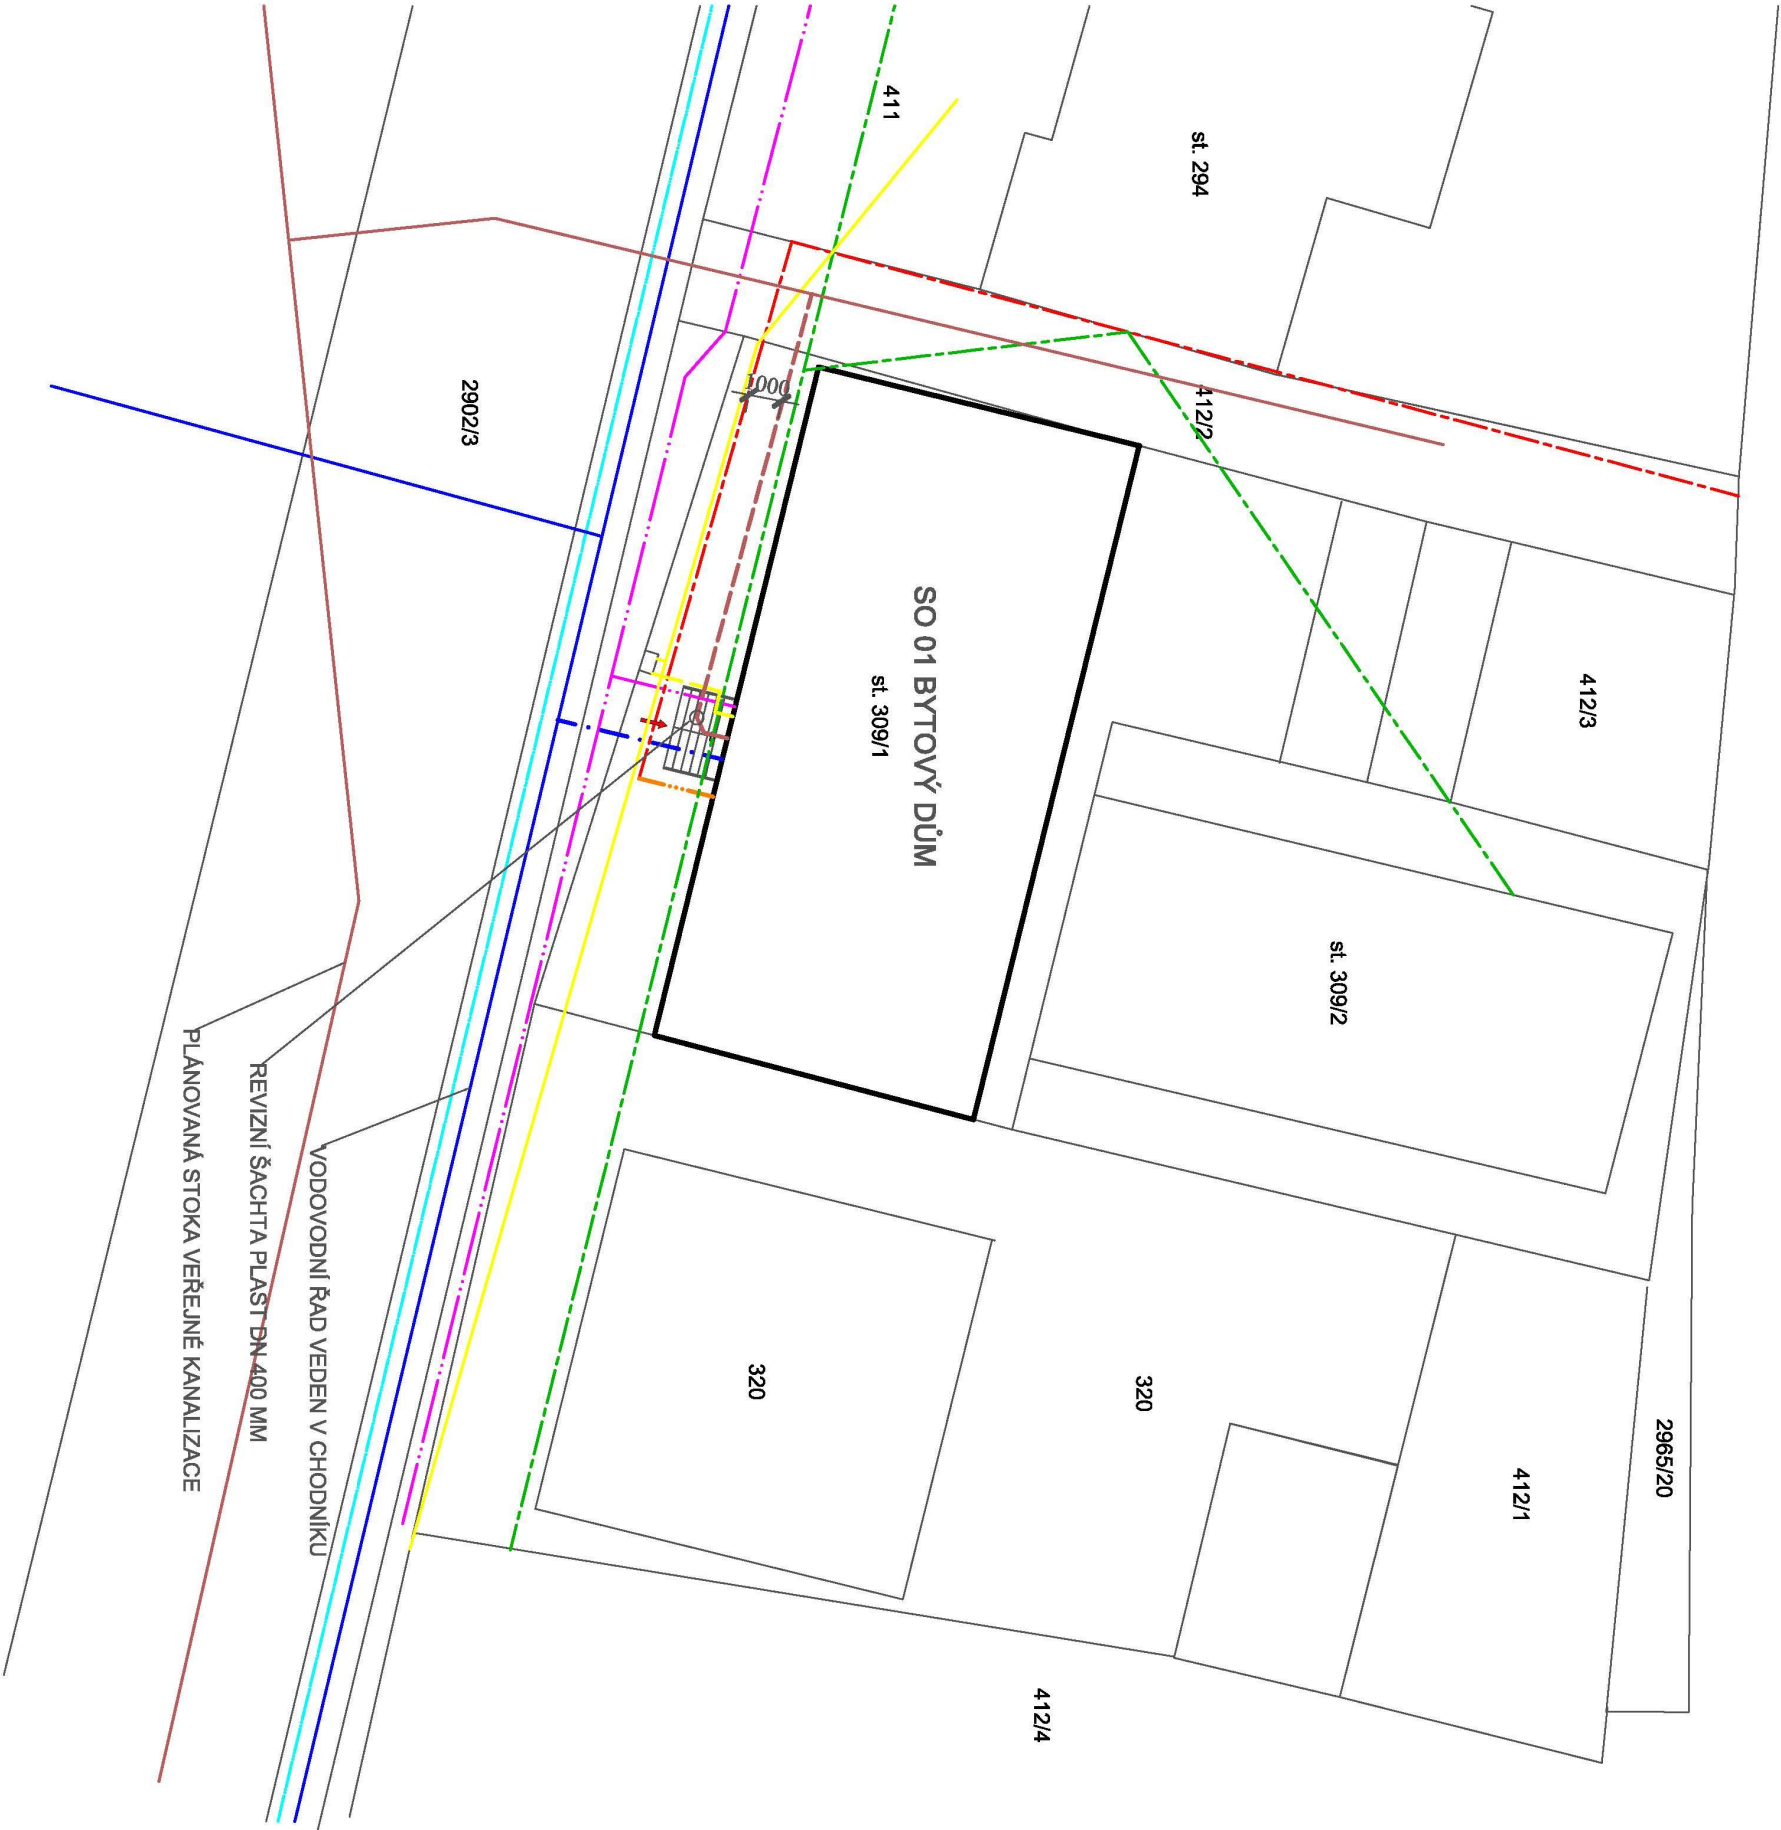 2965/20
412/1
412/3
412/4
320
st. 309/2
412/2
st. 294
SO 01 BYTOVÝ DŮM
st. 309/1
411
1000
320
2902/3
VODOVODNÍ ŘAD VEDEN V CHODNÍKU
REVIZNÍ ŠACHTA PLAST DN 400 MM
PLÁNOVANÁ STOKA VEŘEJNÉ KANALIZACE